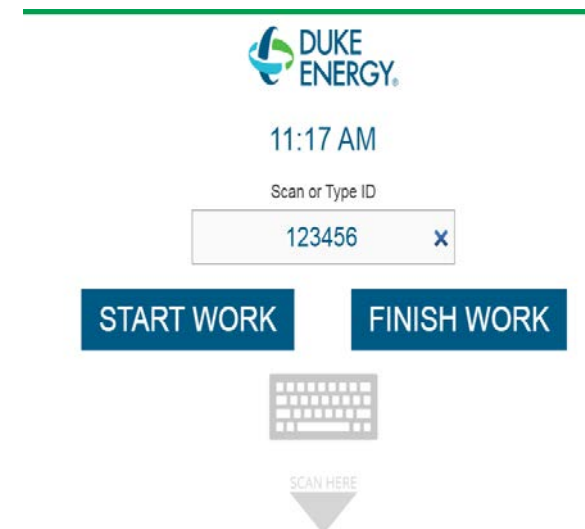 DUKE
ENERGY®
11:17 AM
Scan or Type ID
123456 ×
START WORK FINISH WORK
SCAN HERE